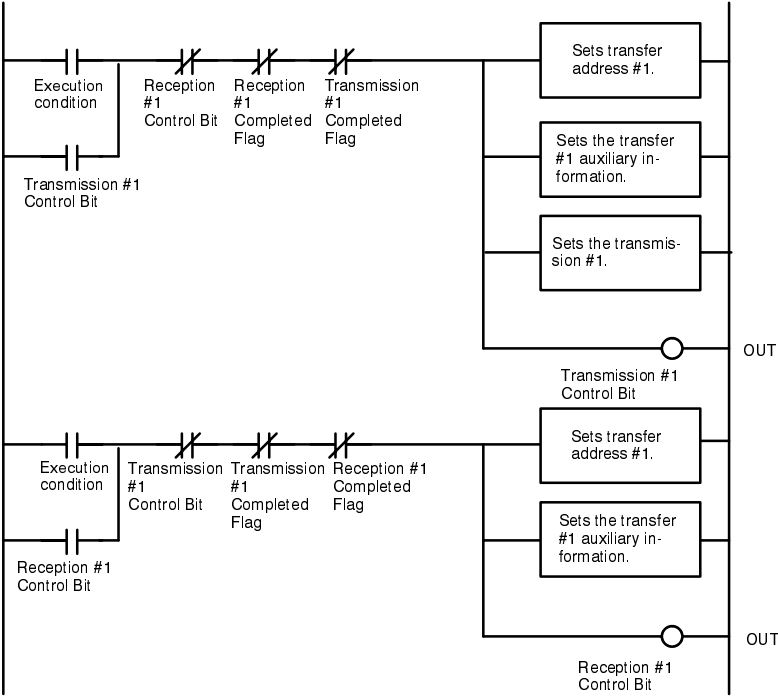 Execution
condition
Reception
#1
Control Bit
Reception
#1
Completed
Flag
Transmission
#1
Completed
Flag
Sets transfer
address #1.
Transmission #1
Control Bit
Sets the transfer
#1 auxiliary in-
formation.
Sets the transmis-
sion #1.
OUT
Transmission #1
Control Bit
Execution
condition
Transmission
#1
Control Bit
Transmission
#1
Completed
Flag
Reception #1
Completed
Flag
Sets transfer
address #1.
Reception #1
Control Bit
Sets the transfer
#1 auxiliary in-
formation.
OUT
Reception #1
Control Bit